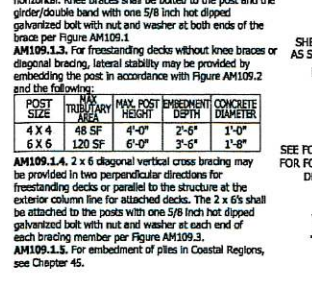 horizontal. Knee braces shall be bolted to the post and the
girder/double band with one 5/8 inch hot dipped
galvanized bolt with nut and washer at both ends of the
brace per Figure AM109.1
AM109.1.3. For freestanding decks without knee braces or
diagonal bracing, lateral stability may be provided by
embedding the post in accordance with Figure AM109.2
and the following:
POST SIZE MAX TRIBUTARY AREA MAX. POST HEIGHT EMBEDMENT DEPTH CONCRETE DIAMETER
4 X 4 48 SF 4'-0" 2'-6" 1'-0"
6 X 6 120 SF 6'-0" 3'-6" 1'-8"
AM109.1.4. 2 x 6 diagonal vertical cross bracing may
be provided in two perpendicular directions for
freestanding decks or parallel to the structure at the
exterior column line for attached decks. The 2 x 6's shall
be attached to the posts with one 5/8 inch hot dipped
galvanized bolt with nut and washer at each end of
each bracing member per Figure AM109.3.
AM109.1.5. For embedment of piles in Coastal Regions,
see Chapter 45.
SHE
AS S
SEE FO
FOR FO
D